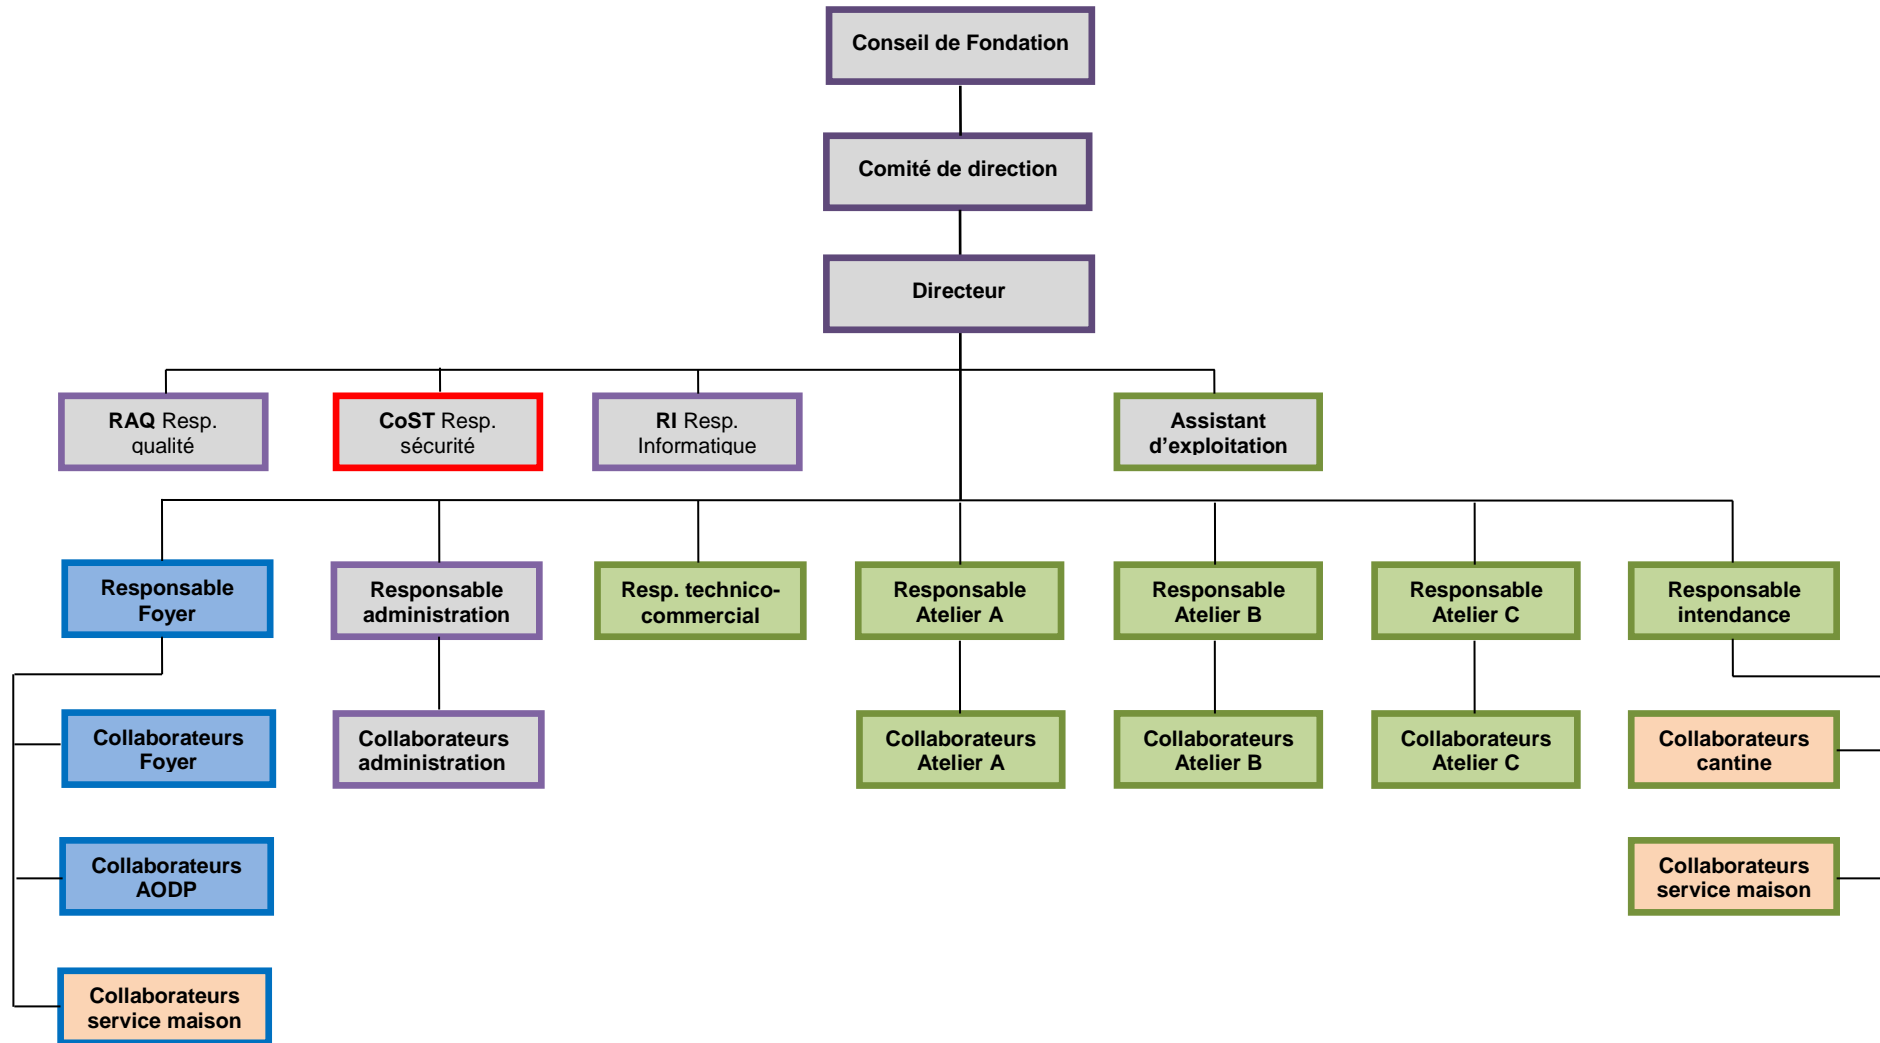 Conseil de Fondation
Comité de direction
Directeur
RAQ Resp.
qualité
CoST Resp.
sécurité
RI Resp.
Informatique
Assistant
d’exploitation
Responsable
Foyer
Responsable
administration
Resp. technico-
commercial
Responsable
Atelier A
Responsable
Atelier B
Responsable
Atelier C
Responsable
intendance
Collaborateurs
Foyer
Collaborateurs
administration
Collaborateurs
Atelier A
Collaborateurs
Atelier B
Collaborateurs
Atelier C
Collaborateurs
cantine
Collaborateurs
AODP
Collaborateurs
service maison
Collaborateurs
service maison